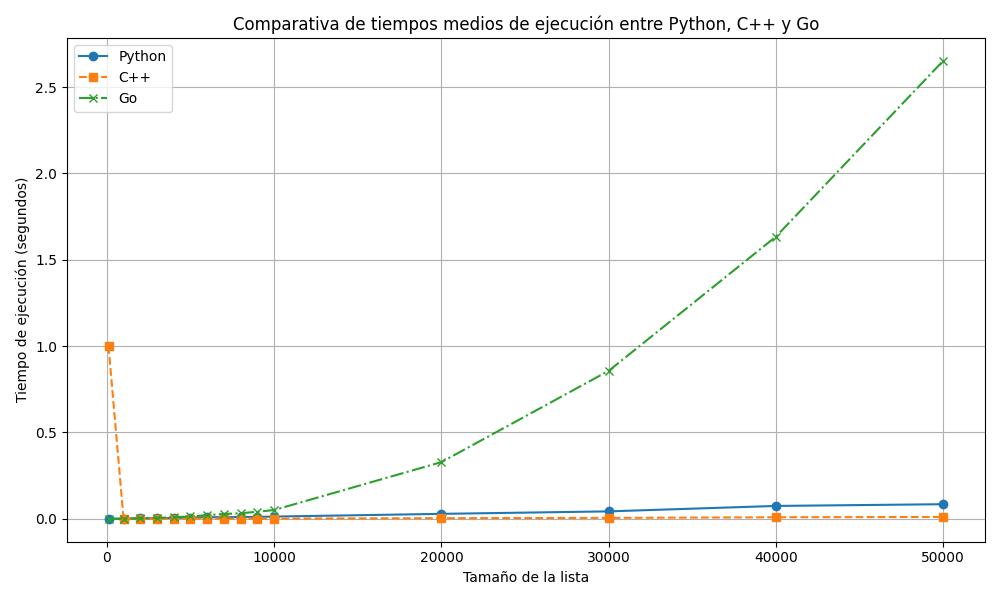 Comparativa de tiempos medios de ejecución entre Python, C++ y Go
Python
C++
Go
Tiempo de ejecución (segundos)
2.5
2.0
1.5
1.0
0.5
0.0
0 10000 20000 30000 40000 50000
Tamaño de la lista